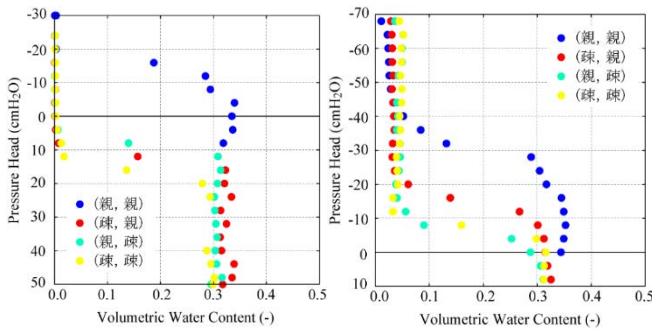 -30
-20
-10
0
10
20
30
40
50
Pressure Head (cmH₂O)
(親, 親)
(疎, 親)
(親, 疎)
(疎, 疎)
0.0 0.1 0.2 0.3 0.4 0.5
Volumetric Water Content (-)
-70
-60
-50
-40
-30
-20
-10
0
10
Pressure Head (cmH₂O)
(親, 親)
(疎, 親)
(親, 疎)
(疎, 疎)
0.0 0.1 0.2 0.3 0.4 0.5
Volumetric Water Content (-)